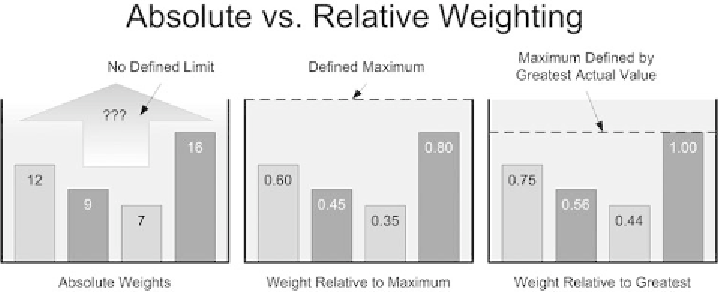 Absolute vs. Relative Weighting
No Defined Limit
???
12
9
7
16
Absolute Weights
Defined Maximum
0.60
0.45
0.35
0.80
Weight Relative to Maximum
Maximum Defined by
Greatest Actual Value
0.75
0.56
0.44
1.00
Weight Relative to Greatest